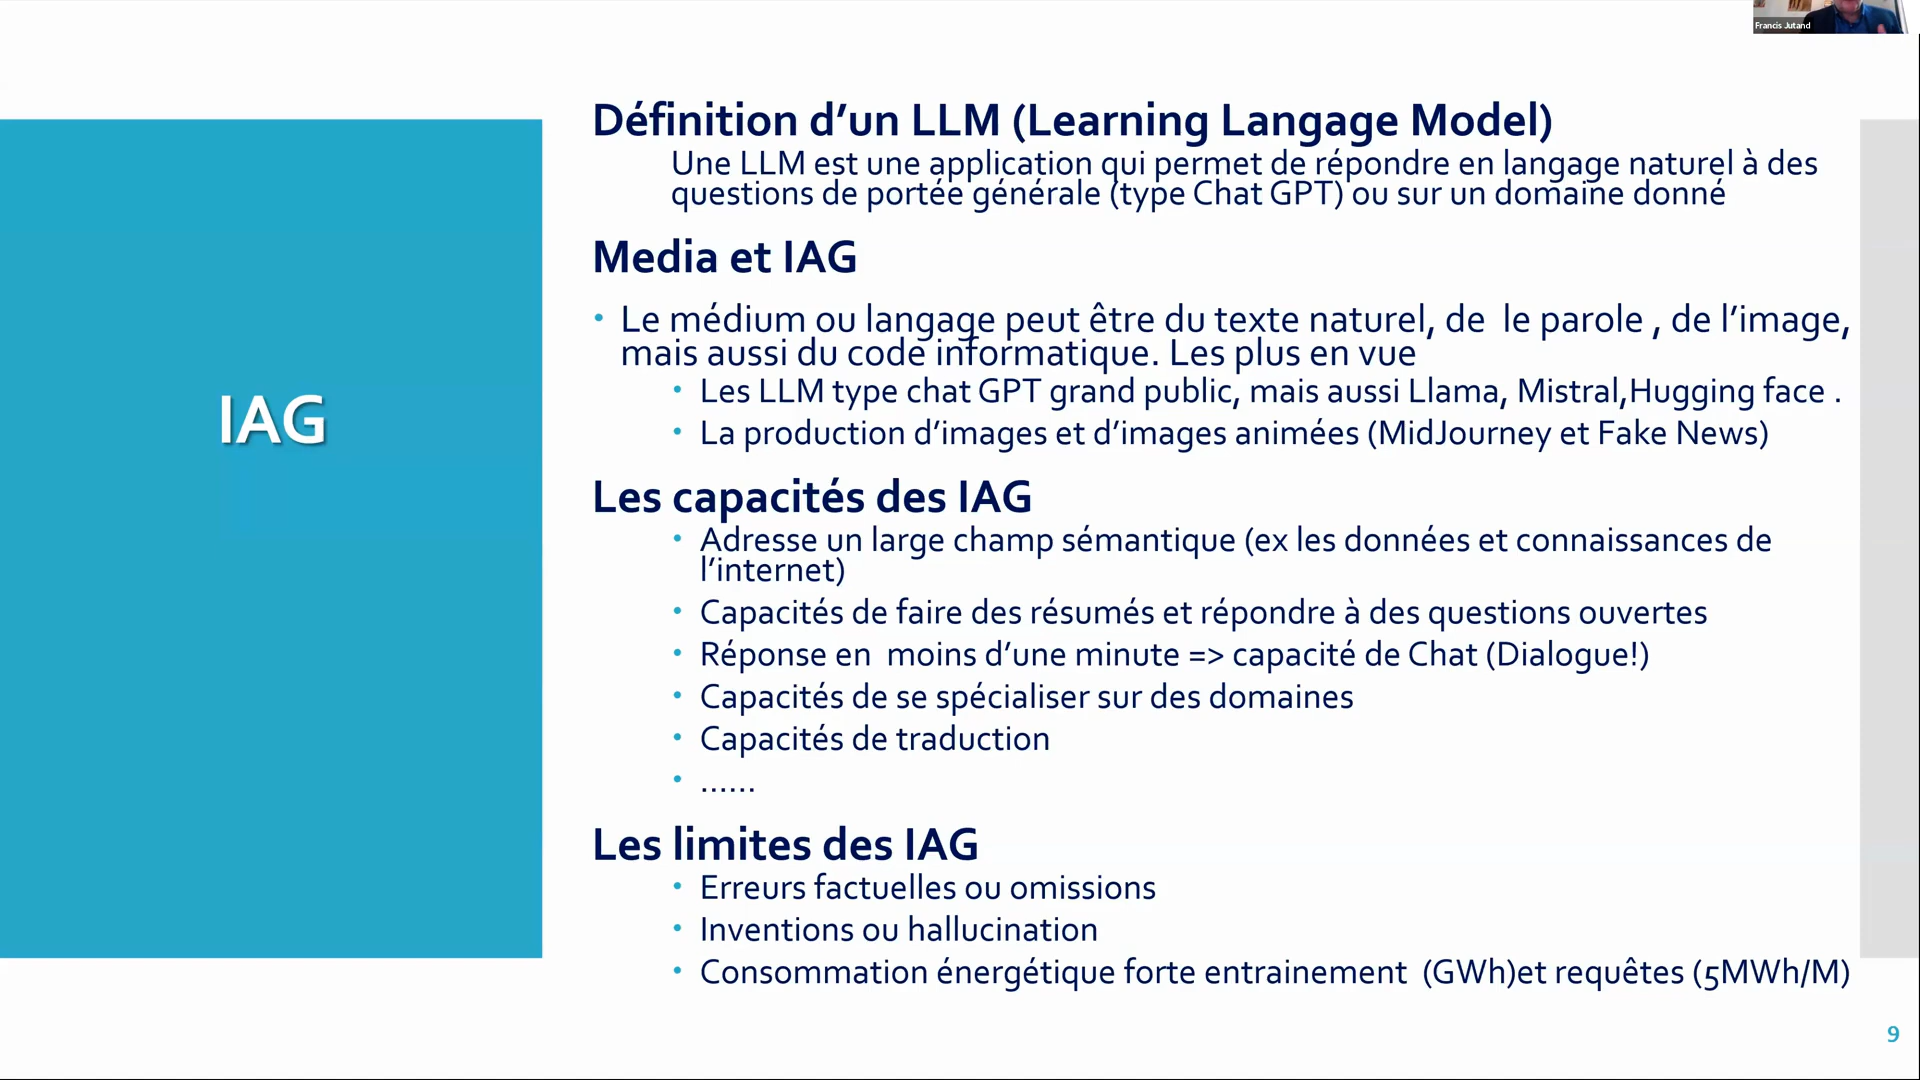 Francis Jutand
Définition d’un LLM (Learning Langage Model)
Une LLM est une application qui permet de répondre en langage naturel à des
questions de portée générale (type Chat GPT) ou sur un domaine donné
Media et IAG
• Le médium ou langage peut être du texte naturel, de  le parole , de l’image,
mais aussi du code informatique. Les plus en vue
• Les LLM type chat GPT grand public, mais aussi Llama, Mistral,Hugging face .
• La production d’images et d’images animées (MidJourney et Fake News)
IAG
Les capacités des IAG
• Adresse un large champ sémantique (ex les données et connaissances de
l’internet)
• Capacités de faire des résumés et répondre à des questions ouvertes
• Réponse en  moins d’une minute => capacité de Chat (Dialogue!)
• Capacités de se spécialiser sur des domaines
• Capacités de traduction
• ......
Les limites des IAG
• Erreurs factuelles ou omissions
• Inventions ou hallucination
• Consommation énergétique forte entrainement  (GWh)et requêtes (5MWh/M)
9